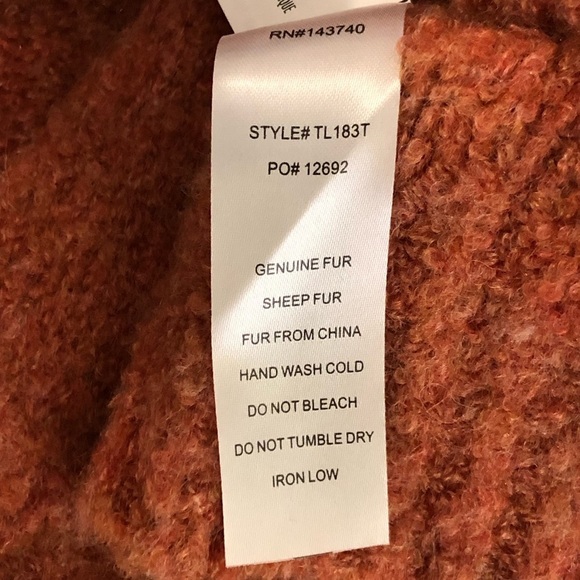 RN#143740
STYLE# TL183T
PO# 12692
GENUINE FUR
SHEEP FUR
FUR FROM CHINA
HAND WASH COLD
DO NOT BLEACH
DO NOT TUMBLE DRY
IRON LOW